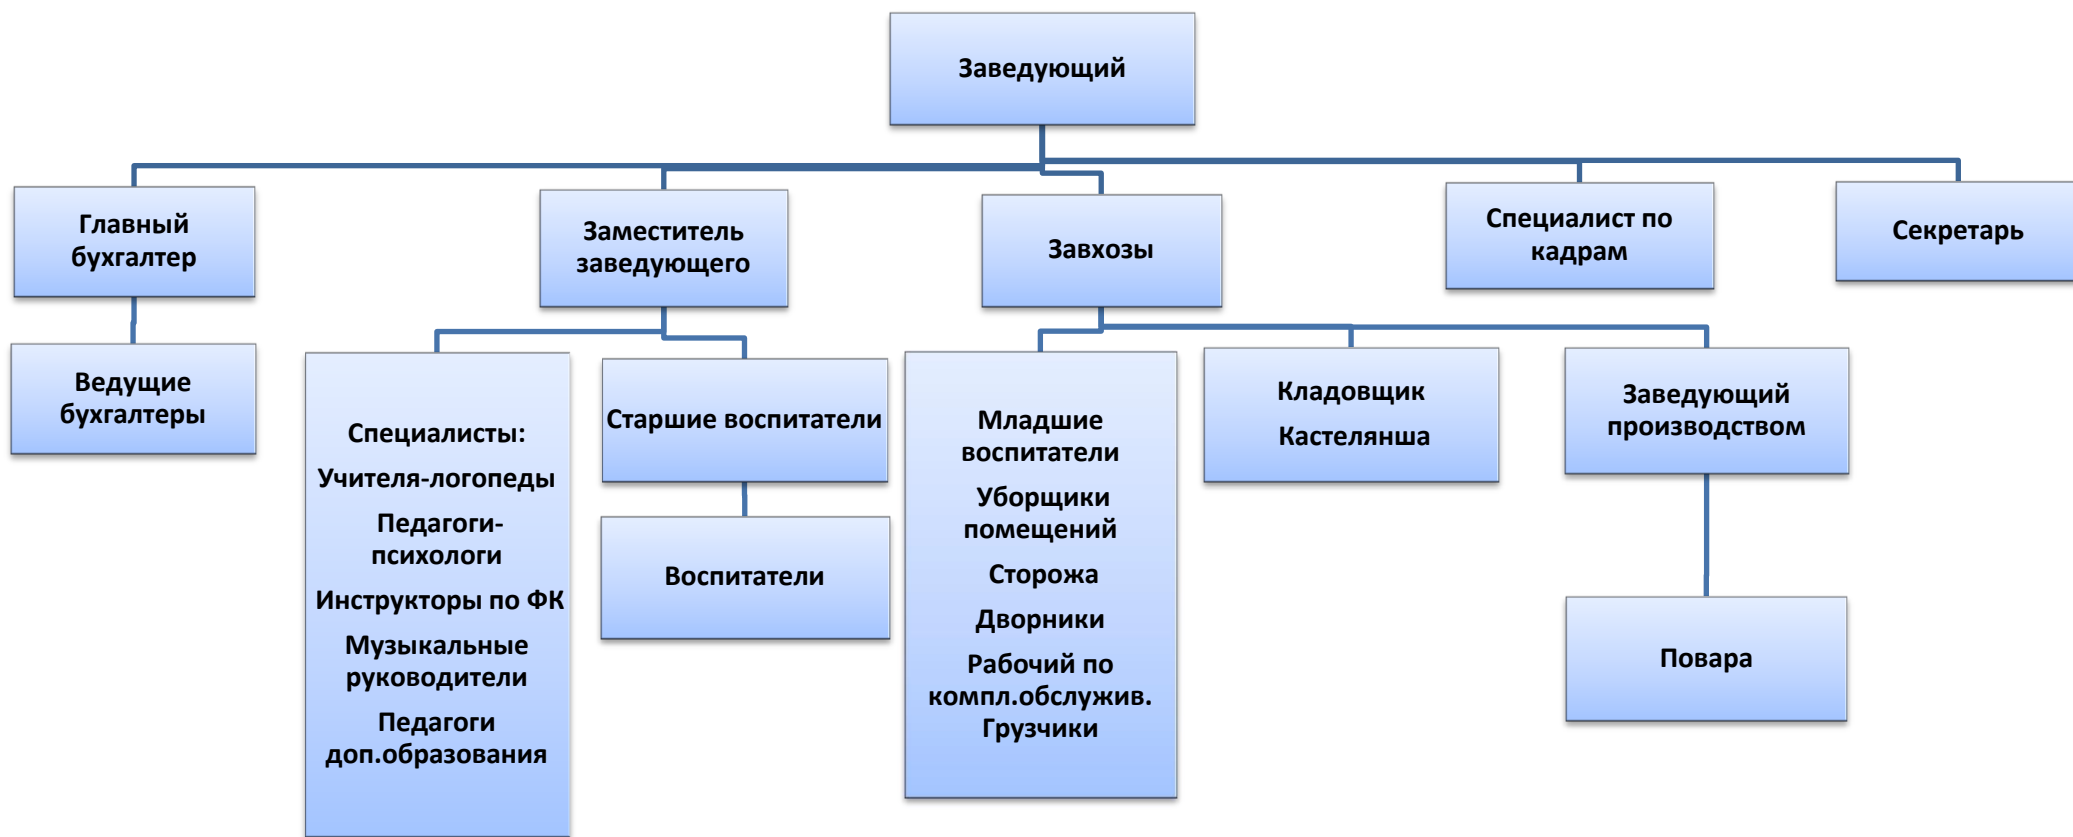 Заведующий
Главный
бухгалтер
Заместитель
заведующего
Завхозы
Специалист по
кадрам
Секретарь
Ведущие
бухгалтеры
Специалисты:
Учителя-логопеды
Педагоги-
психологи
Инструкторы по ФК
Музыкальные
руководители
Педагоги
доп.образования
Старшие воспитатели
Воспитатели
Младшие
воспитатели
Уборщики
помещений
Сторожа
Дворники
Рабочий по
компл.обслужив.
Грузчики
Кладовщик
Кастелянша
Заведующий
производством
Повара